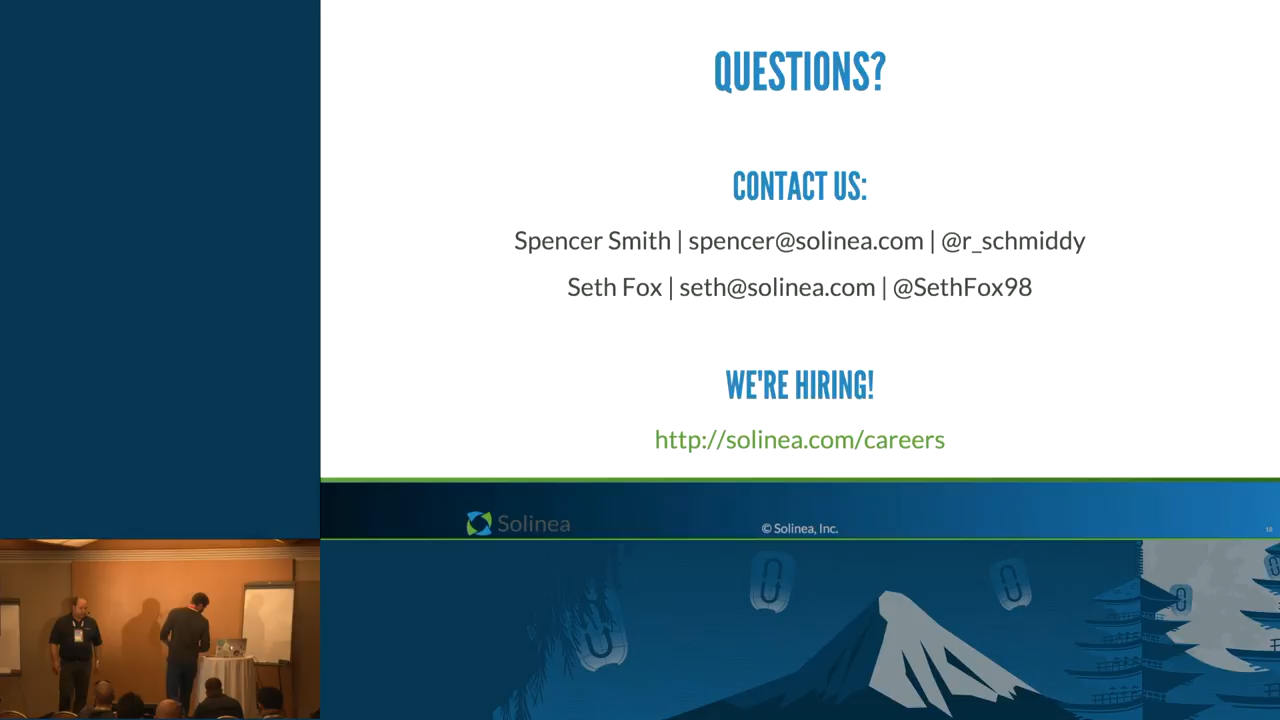 QUESTIONS?
CONTACT US:
Spencer Smith | spencer@solinea.com | @r_schmiddy
Seth Fox | seth@solinea.com | @SethFox98
WE'RE HIRING!
http://solinea.com/careers
Solinea
© Solinea, Inc.
18